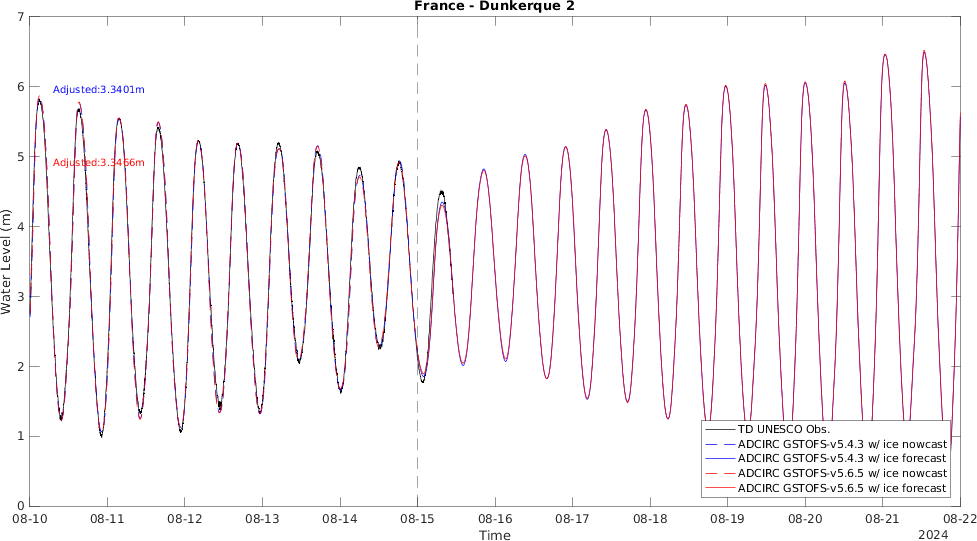 France - Dunkerque 2
7
6
5
4
3
2
1
0
Water Level (m)
Adjusted:3.3401m
Adjusted:3.3466m
TD UNESCO Obs.
ADCIRC GSTOFS-v5.4.3 w/ ice nowcast
ADCIRC GSTOFS-v5.4.3 w/ ice forecast
ADCIRC GSTOFS-v5.6.5 w/ ice nowcast
ADCIRC GSTOFS-v5.6.5 w/ ice forecast
08-10 08-11 08-12 08-13 08-14 08-15 08-16 08-17 08-18 08-19 08-20 08-21 08-22
Time
2024